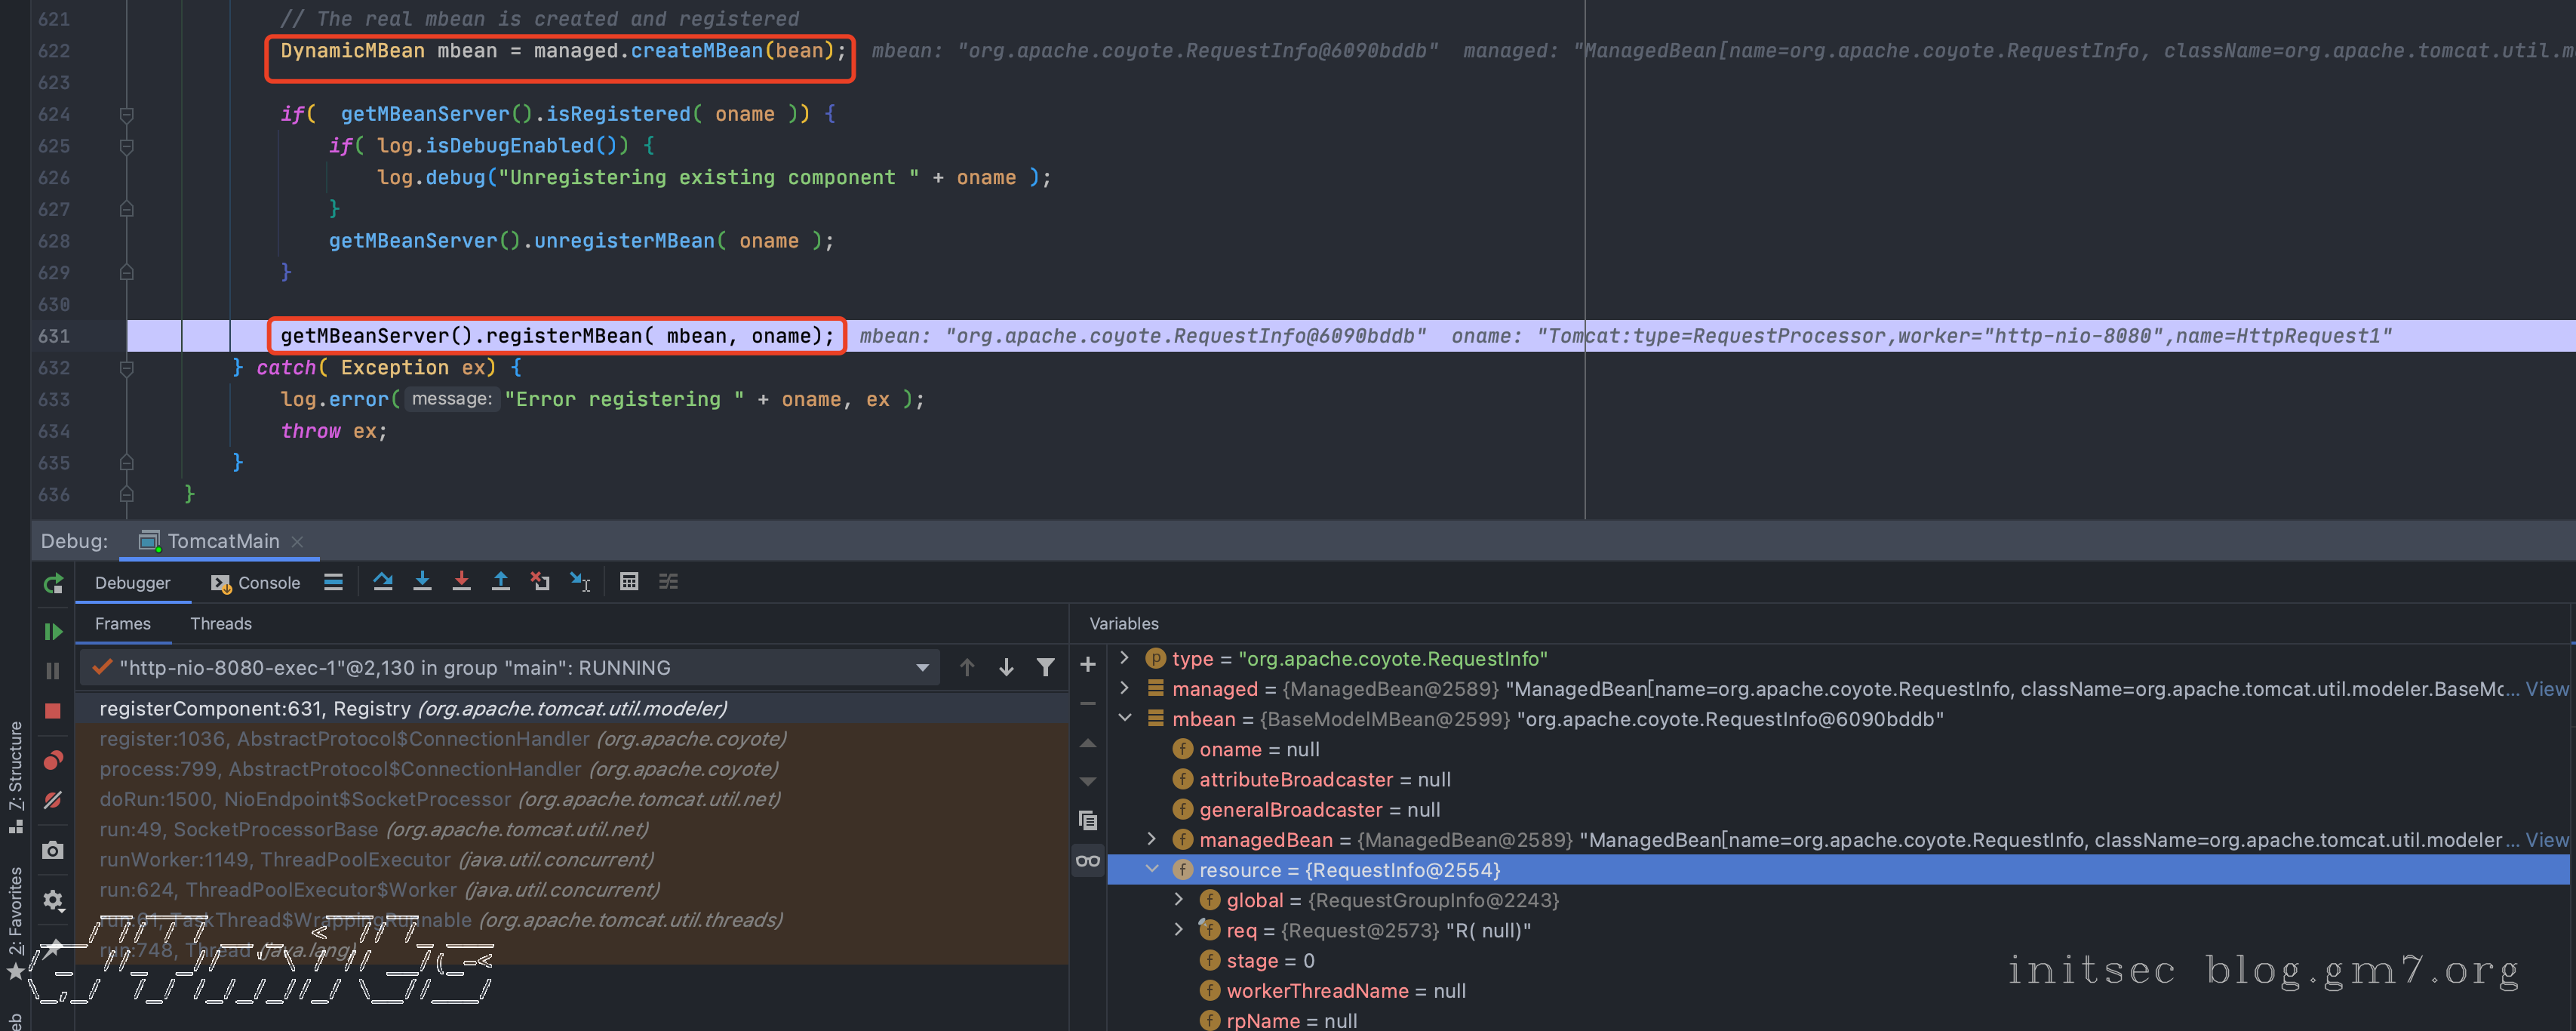 621 // The real mbean is created and registered
622 DynamicMBean mbean = managed.createMBean(bean); mbean: "org.apache.coyote.RequestInfo@6090bddb" managed: "ManagedBean[name=org.apache.coyote.RequestInfo, className=org.apache.tomcat.util.m
623
624 if( getMBeanServer().isRegistered( oname )) {
625 if( log.isDebugEnabled()) {
626 log.debug("Unregistering existing component " + oname );
627 }
628 getMBeanServer().unregisterMBean( oname );
629 }
630
631 getMBeanServer().registerMBean( mbean, oname); mbean: "org.apache.coyote.RequestInfo@6090bddb" oname: "Tomcat:type=RequestProcessor,worker="http-nio-8080",name=HttpRequest1"
632 } catch( Exception ex) {
633 log.error( message: "Error registering " + oname, ex );
634 throw ex;
635 }
636 }
Debug: TomcatMain
Debugger Console
Frames Threads
"http-nio-8080-exec-1"@2,130 in group "main": RUNNING
registerComponent:631, Registry (org.apache.tomcat.util.modeler)
register:1036, AbstractProtocol$ConnectionHandler (org.apache.coyote)
process:799, AbstractProtocol$ConnectionHandler (org.apache.coyote)
doRun:1500, NioEndpoint$SocketProcessor (org.apache.tomcat.util.net)
run:49, SocketProcessorBase (org.apache.tomcat.util.net)
runWorker:1149, ThreadPoolExecutor (java.util.concurrent)
run:624, ThreadPoolExecutor$Worker (java.util.concurrent)
run:61, TaskThread$WrappingRunnable (org.apache.tomcat.util.threads)
run:748, Thread (java.lang)
Variables
type = "org.apache.coyote.RequestInfo"
managed = {ManagedBean@2589} "ManagedBean[name=org.apache.coyote.RequestInfo, className=org.apache.tomcat.util.modeler.BaseMc... View
mbean = {BaseModelMBean@2599} "org.apache.coyote.RequestInfo@6090bddb"
oname = null
attributeBroadcaster = null
generalBroadcaster = null
managedBean = {ManagedBean@2589} "ManagedBean[name=org.apache.coyote.RequestInfo, className=org.apache.tomcat.util.modeler... View
resource = {RequestInfo@2554}
global = {RequestGroupInfo@2243}
req = {Request@2573} "R( null)"
stage = 0
workerThreadName = null
rpName = null
7: Structure
2: Favorites
eb
initsec blog.gm7.org